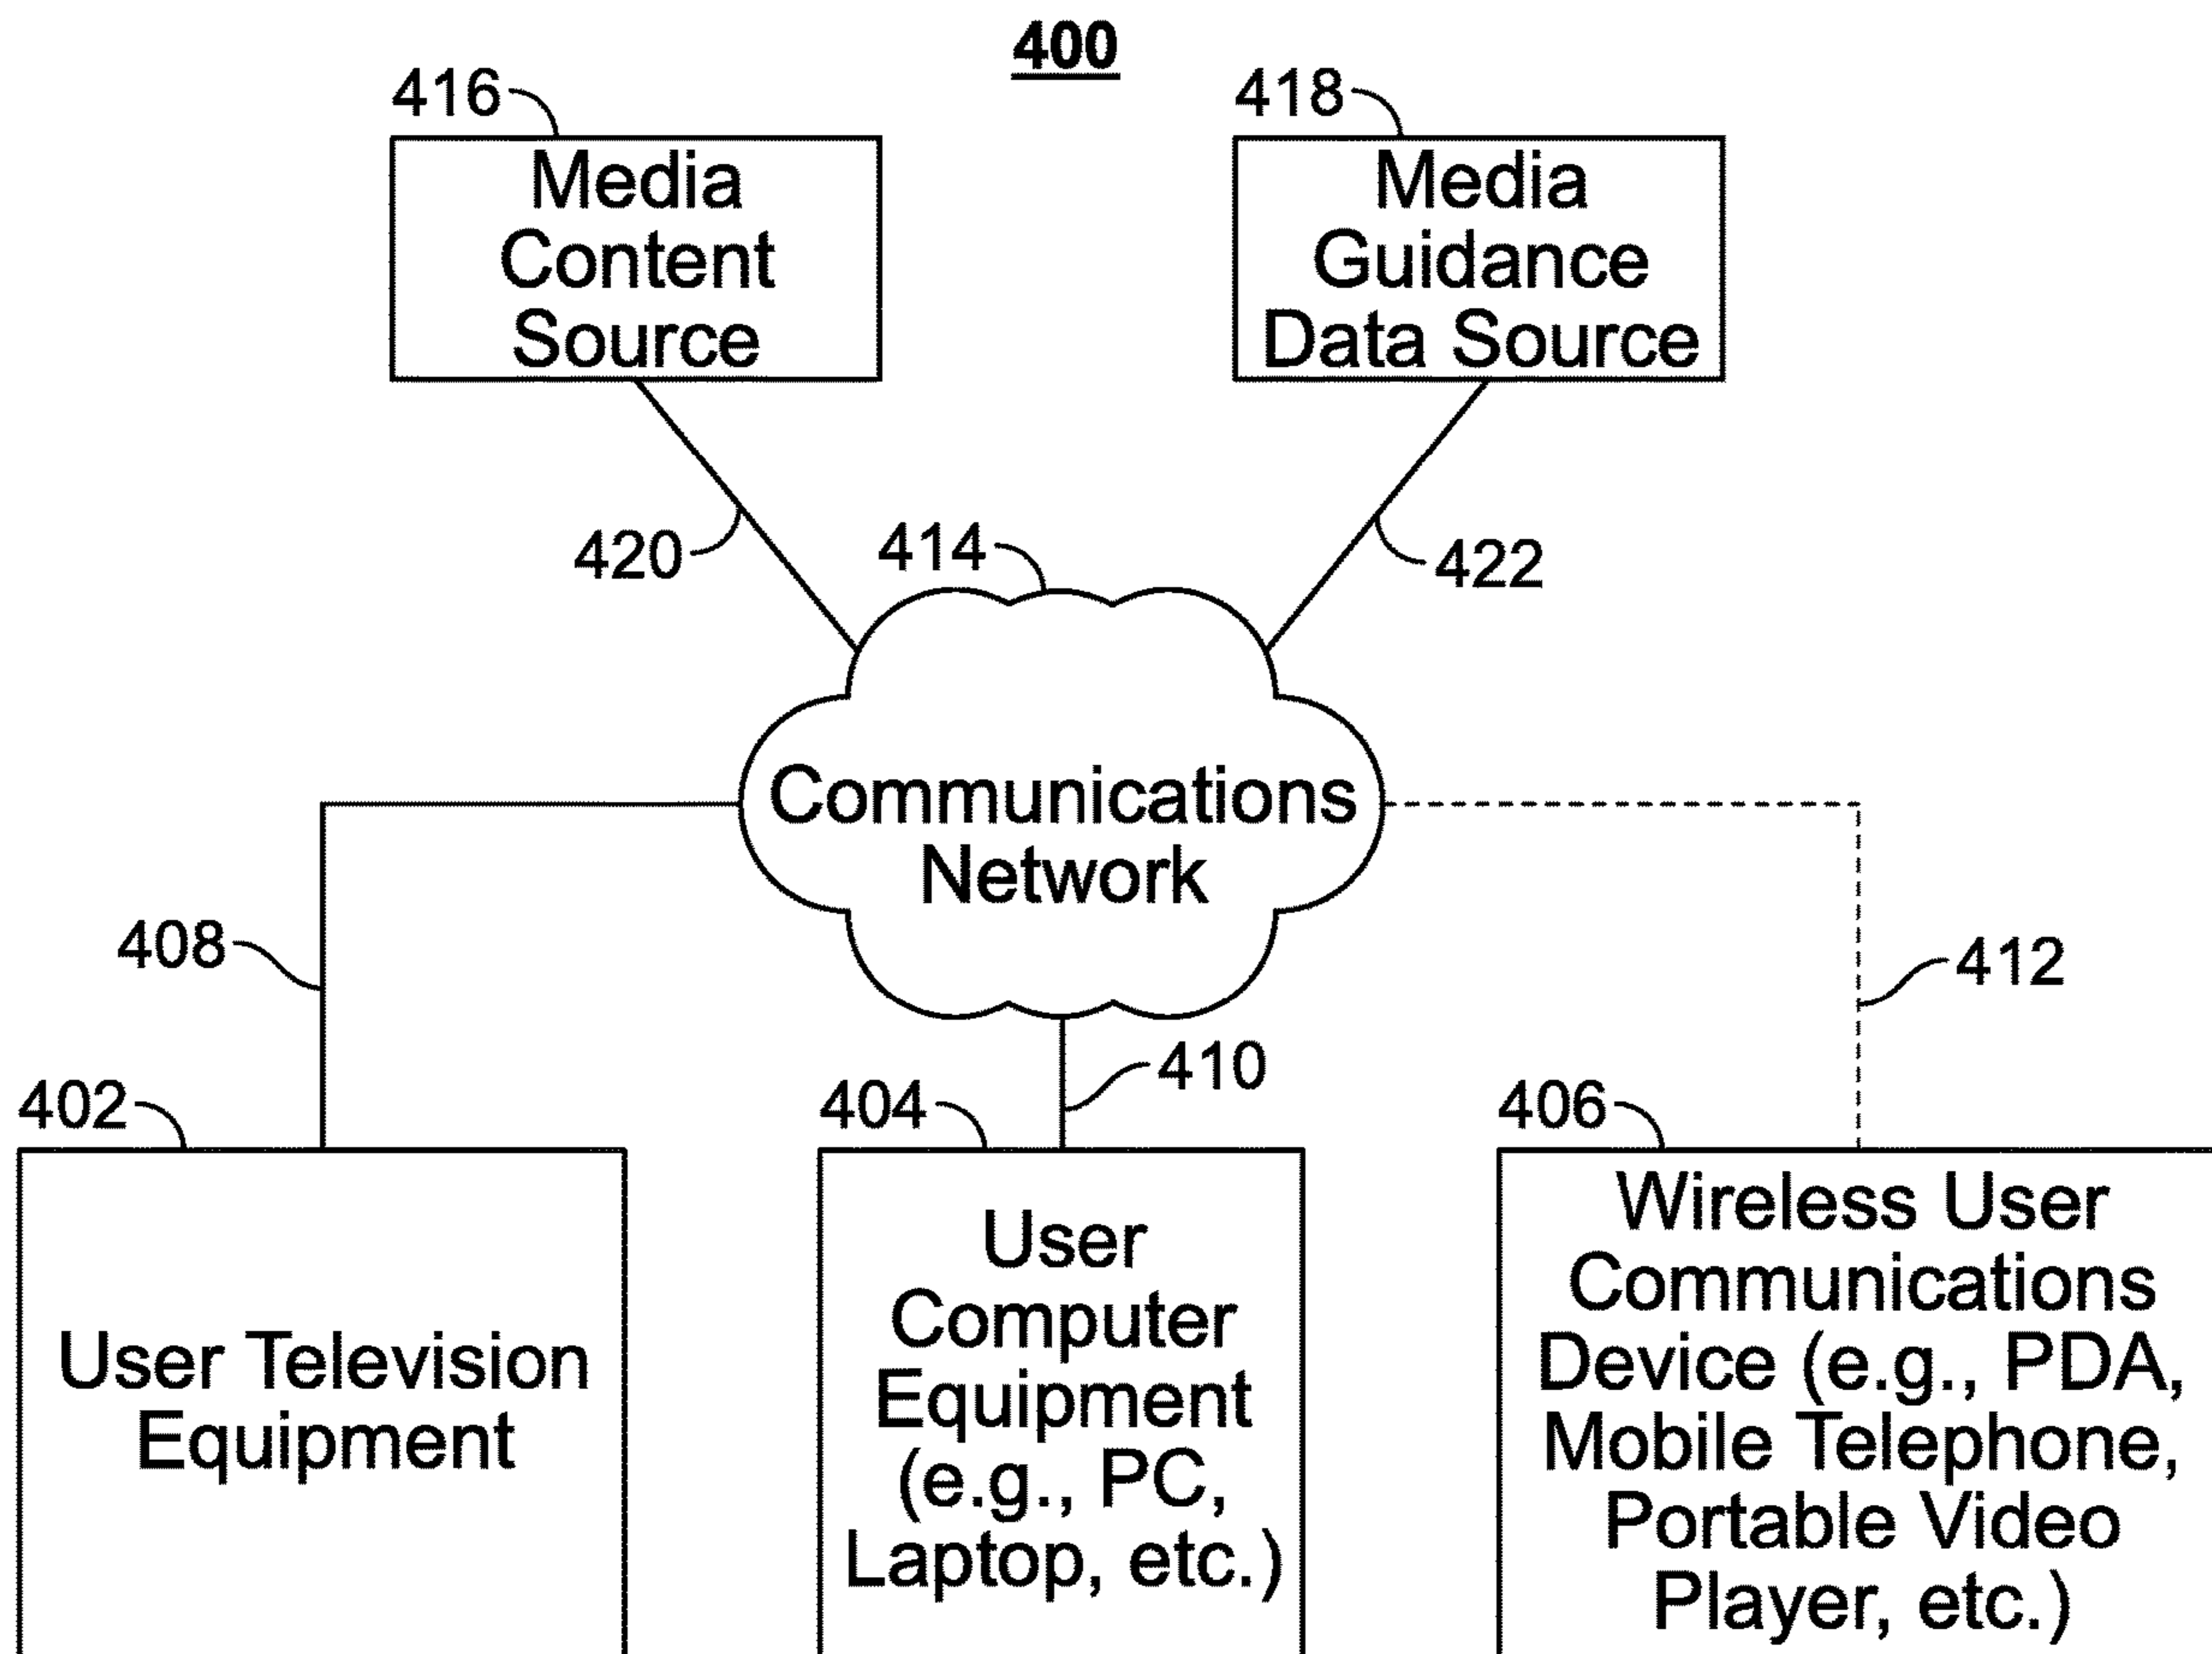 400
416
418
Media
Content
Source
Media
Guidance
Data Source
420
414
422
Communications
Network
408
412
410
402
404
406
User Television
Equipment
User
Computer
Equipment
(e.g., PC,
Laptop, etc.)
Wireless User
Communications
Device (e.g., PDA,
Mobile Telephone,
Portable Video
Player, etc.)